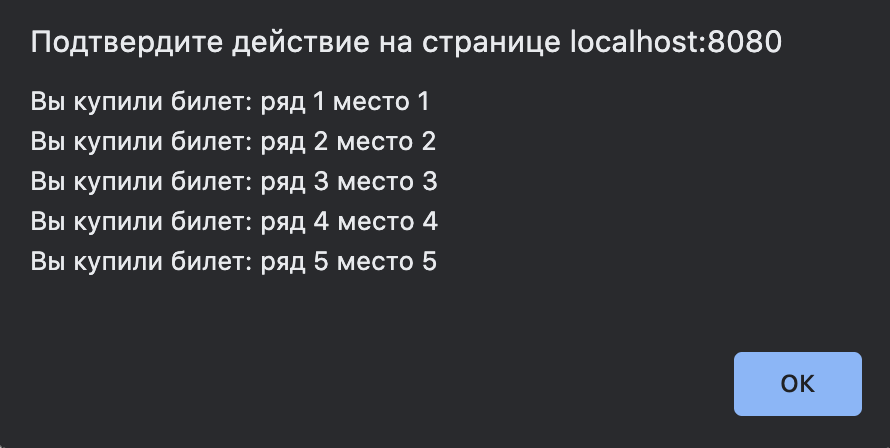 Подтвердите действие на странице localhost:8080
Вы купили билет: ряд 1 место 1
Вы купили билет: ряд 2 место 2
Вы купили билет: ряд 3 место 3
Вы купили билет: ряд 4 место 4
Вы купили билет: ряд 5 место 5
ОК